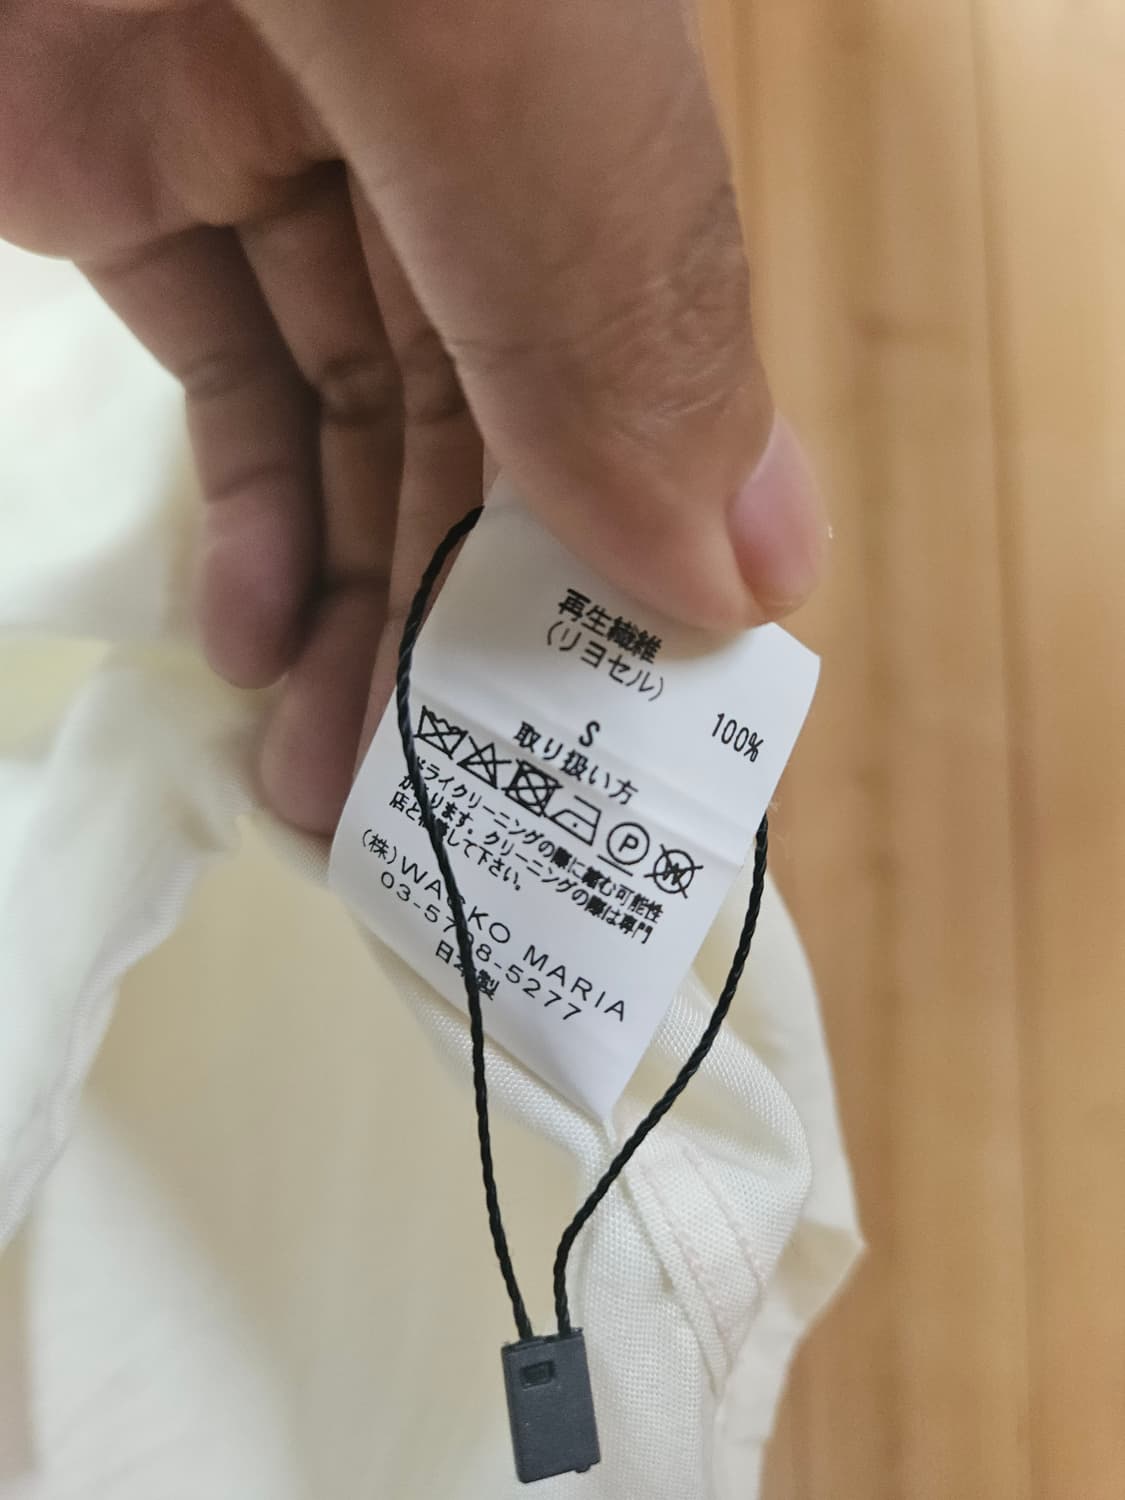 再生繊維
(リヨセル)
100%
S
取り扱い方
P
W
ドライクリーニングの際に縮む可能性
があります。クリーニングの際は専門
店と相談して下さい。
(株)WACKO MARIA
03-5708-5277
日本製